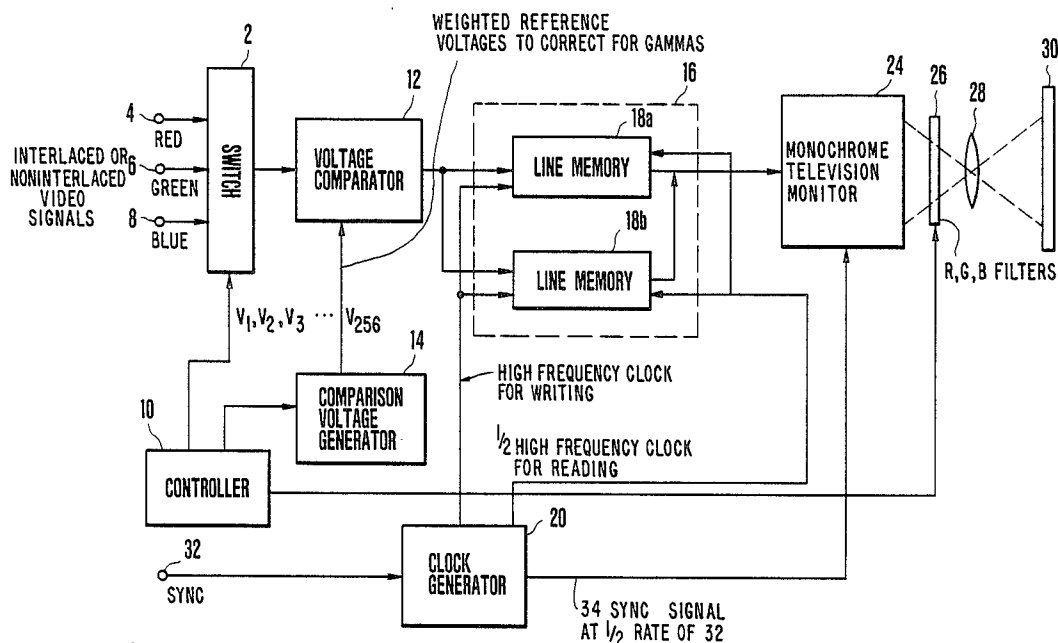 WEIGHTED REFERENCE
VOLTAGES TO CORRECT FOR GAMMAS
2
12
16
24
26
28
30
4
RED
INTERLACED OR
NONINTERLACED
VIDEO
SIGNALS
6
GREEN
8
BLUE
SWITCH
VOLTAGE
COMPARATOR
18a
LINE MEMORY
18b
LINE MEMORY
MONOCHROME
TELEVISION
MONITOR
R,G,B FILTERS
V1,V2,V3 ... V256
14
COMPARISON
VOLTAGE
GENERATOR
HIGH FREQUENCY CLOCK
FOR WRITING
1/2 HIGH FREQUENCY CLOCK
FOR READING
10
CONTROLLER
20
CLOCK
GENERATOR
32
SYNC
34 SYNC SIGNAL
AT 1/2 RATE OF 32